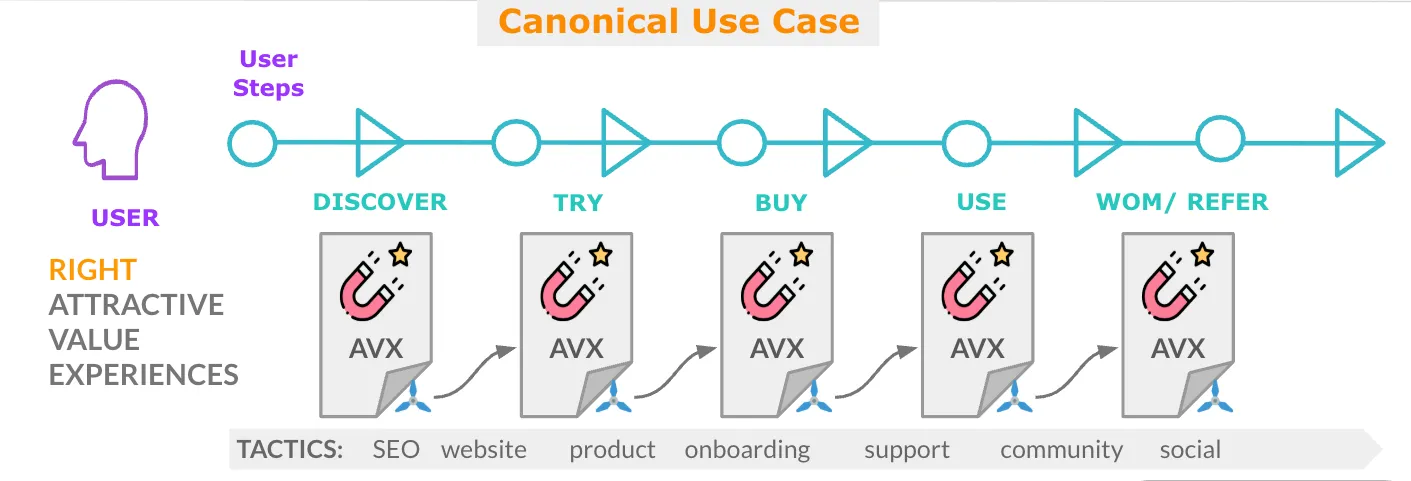 Canonical Use Case
User
Steps
USER
DISCOVER
TRY
BUY
USE
WOM/ REFER
RIGHT
ATTRACTIVE
VALUE
EXPERIENCES
AVX
AVX
AVX
AVX
AVX
TACTICS: SEO website product onboarding support community social